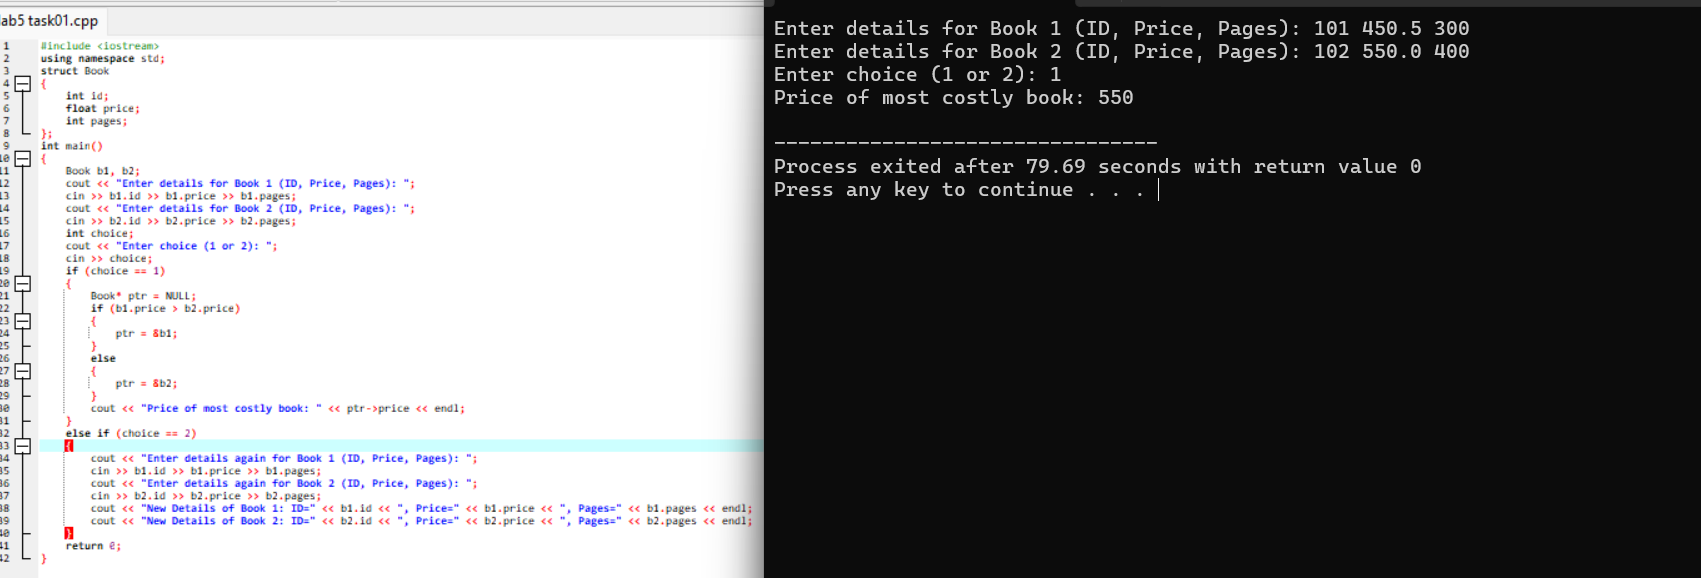 lab5 task01.cpp
1 #include <iostream>
2 using namespace std;
3 struct Book
4 {
5 int id;
6 float price;
7 int pages;
8 };
9 int main()
10 {
11 Book b1, b2;
12 cout << "Enter details for Book 1 (ID, Price, Pages): ";
13 cin >> b1.id >> b1.price >> b1.pages;
14 cout << "Enter details for Book 2 (ID, Price, Pages): ";
15 cin >> b2.id >> b2.price >> b2.pages;
16 int choice;
17 cout << "Enter choice (1 or 2): ";
18 cin >> choice;
19 if (choice == 1)
20 {
21 Book* ptr = NULL;
22 if (b1.price > b2.price)
23 {
24 ptr = &b1;
25 }
26 else
27 {
28 ptr = &b2;
29 }
30 cout << "Price of most costly book: " << ptr->price << endl;
31 }
32 else if (choice == 2)
33 {
34 cout << "Enter details again for Book 1 (ID, Price, Pages): ";
35 cin >> b1.id >> b1.price >> b1.pages;
36 cout << "Enter details again for Book 2 (ID, Price, Pages): ";
37 cin >> b2.id >> b2.price >> b2.pages;
38 cout << "New Details of Book 1: ID=" << b1.id << ", Price=" << b1.price << ", Pages=" << b1.pages << endl;
39 cout << "New Details of Book 2: ID=" << b2.id << ", Price=" << b2.price << ", Pages=" << b2.pages << endl;
40 }
41 return 0;
42 }
Enter details for Book 1 (ID, Price, Pages): 101 450.5 300
Enter details for Book 2 (ID, Price, Pages): 102 550.0 400
Enter choice (1 or 2): 1
Price of most costly book: 550
--------------------------------
Process exited after 79.69 seconds with return value 0
Press any key to continue . . .